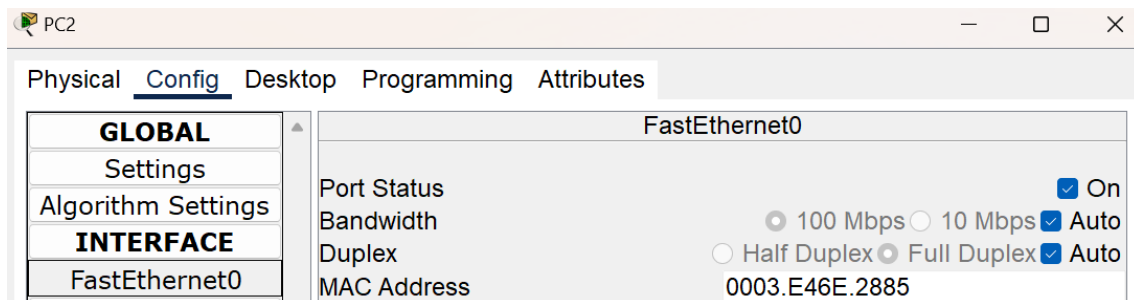 PC2
Physical Config Desktop Programming Attributes
GLOBAL
Settings
Algorithm Settings
INTERFACE
FastEthernet0
FastEthernet0
Port Status On
Bandwidth 100 Mbps 10 Mbps Auto
Duplex Half Duplex Full Duplex Auto
MAC Address 0003.E46E.2885